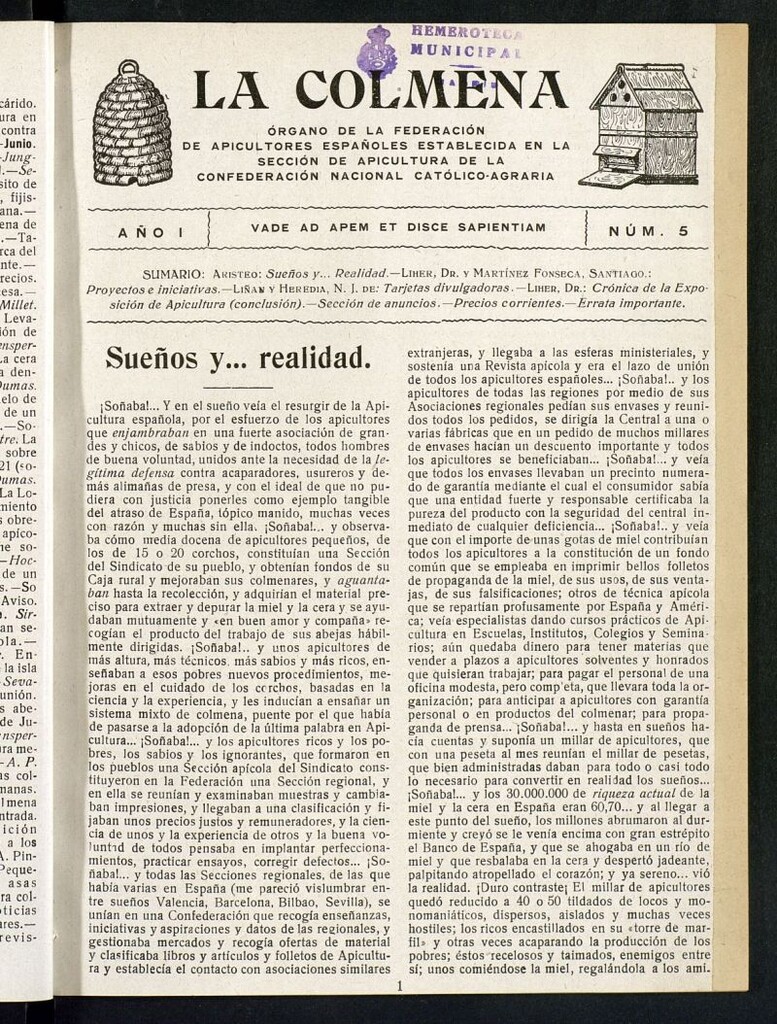 HEMEROTECA
MUNICIPAL
LA COLMENA
ÓRGANO DE LA FEDERACIÓN
DE APICULTORES ESPAÑOLES ESTABLECIDA EN LA
SECCIÓN DE APICULTURA DE LA
CONFEDERACIÓN NACIONAL CATÓLICO-AGRARIA
AÑO I
VADE AD APEM ET DISCE SAPIENTIAM
NÚM. 5
SUMARIO: ARISTEO: Sueños y... Realidad.—LIHER, DR. Y MARTÍNEZ FONSECA, SANTIAGO.:
Proyectos e iniciativas.—LIÑAN Y HEREDIA, N. J. DE: Tarjetas divulgadoras.—LIHER, DR.: Crónica de la Expo-
sición de Apicultura (conclusión).—Sección de anuncios.—Precios corrientes.—Errata importante.
Sueños y... realidad.
¡Soñaba!... Y en el sueño veía el resurgir de la Api-
cultura española, por el esfuerzo de los apicultores
que enjambraban en una fuerte asociación de gran-
des y chicos, de sabios y de indoctos, todos hombres
de buena voluntad, unidos ante la necesidad de la le-
gítima defensa contra acaparadores, usureros y de-
más alimañas de presa, y con el ideal de que no pu-
diera con justicia ponerles como ejemplo tangible
del atraso de España, tópico manido, muchas veces
con razón y muchas sin ella. ¡Soñaba!... y observa-
ba cómo media docena de apicultores pequeños, de
los de 15 o 20 corchos, constituían una Sección
del Sindicato de su pueblo, y obtenían fondos de su
Caja rural y mejoraban sus colmenares, y aguanta-
ban hasta la recolección, y adquirían el material pre-
ciso para extraer y depurar la miel y la cera y se ayu-
daban mutuamente y «en buen amor y compaña» re-
cogían el producto del trabajo de sus abejas hábil-
mente dirigidas. ¡Soñaba!.. y unos apicultores de
más altura, más técnicos, más sabios y más ricos, en-
señaban a esos pobres nuevos procedimientos, me-
joras en el cuidado de los corchos, basadas en la
ciencia y la experiencia, y les inducían a ensañar un
sistema mixto de colmena, puente por el que había
de pasarse a la adopción de la última palabra en Api-
cultura... ¡Soñaba!... y los apicultores ricos y los po-
bres, los sabios y los ignorantes, que formaron en
los pueblos una Sección apícola del Sindicato cons-
tituyeron en la Federación una Sección regional, y
en ella se reunían y examinaban muestras y cambia-
ban impresiones, y llegaban a una clasificación y fi-
jaban unos precios justos y remuneradores, y la cien-
cia de unos y la experiencia de otros y la buena vo-
luntad de todos pensaba en implantar perfecciona-
mientos, practicar ensayos, corregir defectos... ¡So-
ñaba!... y todas las Secciones regionales, de las que
había varias en España (me pareció vislumbrar en-
tre sueños Valencia, Barcelona, Bilbao, Sevilla), se
unían en una Confederación que recogía enseñanzas,
iniciativas y aspiraciones y datos de las regionales, y
gestionaba mercados y recogía ofertas de material
y clasificaba libros y artículos y folletos de Apicultu-
ra y establecía el contacto con asociaciones similares
extranjeras, y llegaba a las esferas ministeriales, y
sostenía una Revista apícola y era el lazo de unión
de todos los apicultores españoles... ¡Soñaba!.. y los
apicultores de todas las regiones por medio de sus
Asociaciones regionales pedían sus envases y reuni-
dos todos los pedidos, se dirigía la Central a una o
varias fábricas que en un pedido de muchos millares
de envases hacían un descuento importante y todos
los apicultores se beneficiaban... ¡Soñaba!... y veía
que todos los envases llevaban un precinto numera-
do de garantía mediante el cual el consumidor sabía
que una entidad fuerte y responsable certificaba la
pureza del producto con la seguridad del central in-
mediato de cualquier deficiencia... ¡Soñaba!.. y veía
que con el importe de unas gotas de miel contribuían
todos los apicultores a la constitución de un fondo
común que se empleaba en imprimir bellos folletos
de propaganda de la miel, de sus usos, de sus venta-
jas, de sus falsificaciones; otros de técnica apícola
que se repartían profusamente por España y Améri-
ca; veía especialistas dando cursos prácticos de Api-
cultura en Escuelas, Institutos, Colegios y Semina-
rios; aún quedaba dinero para tener materias que
vender a plazos a apicultores solventes y honrados
que quisieran trabajar; para pagar el personal de una
oficina modesta, pero completa, que llevara toda la or-
ganización; para anticipar a apicultores con garantía
personal o en productos del colmenar; para propa-
ganda de prensa... ¡Soñaba!... y hasta en sueños ha-
cía cuentas y suponía un millar de apicultores, que
con una peseta al mes reunían el millar de pesetas,
que bien administradas daban para todo o casi todo
lo necesario para convertir en realidad los sueños...
¡Soñaba!... y los 30.000.000 de riqueza actual de la
miel y la cera en España eran 60,70... y al llegar a
este punto del sueño, los millones abrumaron al dur-
miente y creyó se le venía encima con gran estrépito
el Banco de España, y que se ahogaba en un río de
miel y que resbalaba en la cera y despertó jadeante,
palpitando atropellado el corazón; y ya sereno... vió
la realidad. ¡Duro contraste¡ El millar de apicultores
quedó reducido a 40 o 50 tildados de locos y mo-
nomaniáticos, dispersos, aislados y muchas veces
hostiles; los ricos encastillados en su «torre de mar-
fil» y otras veces acaparando la producción de los
pobres; éstos recelosos y taimados, enemigos entre
sí; unos comiéndose la miel, regalándola a los ami.
1